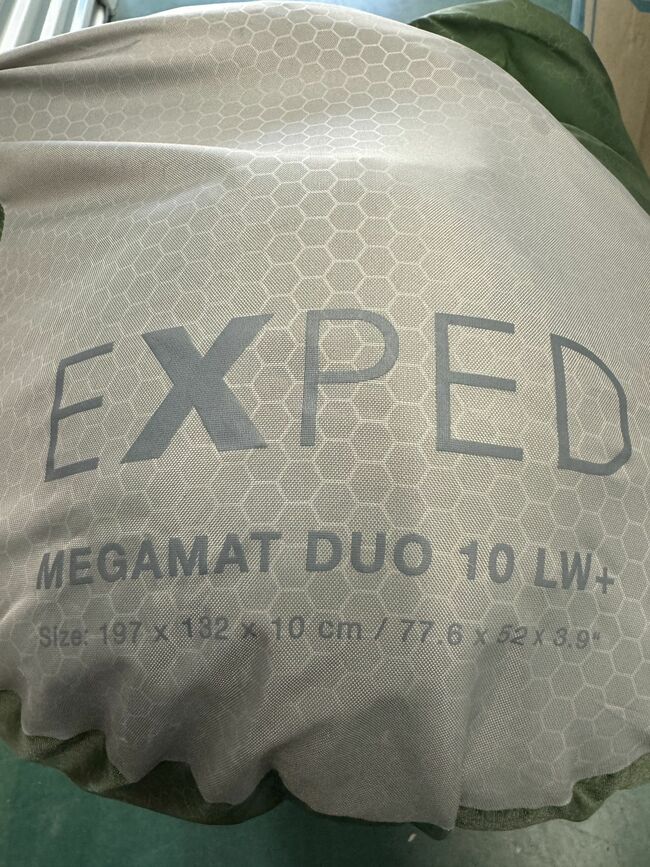 EXPED
MEGAMAT DUO 10 LW+
Size: 197 x 132 x 10 cm / 77.6 x 52 x 3.9"